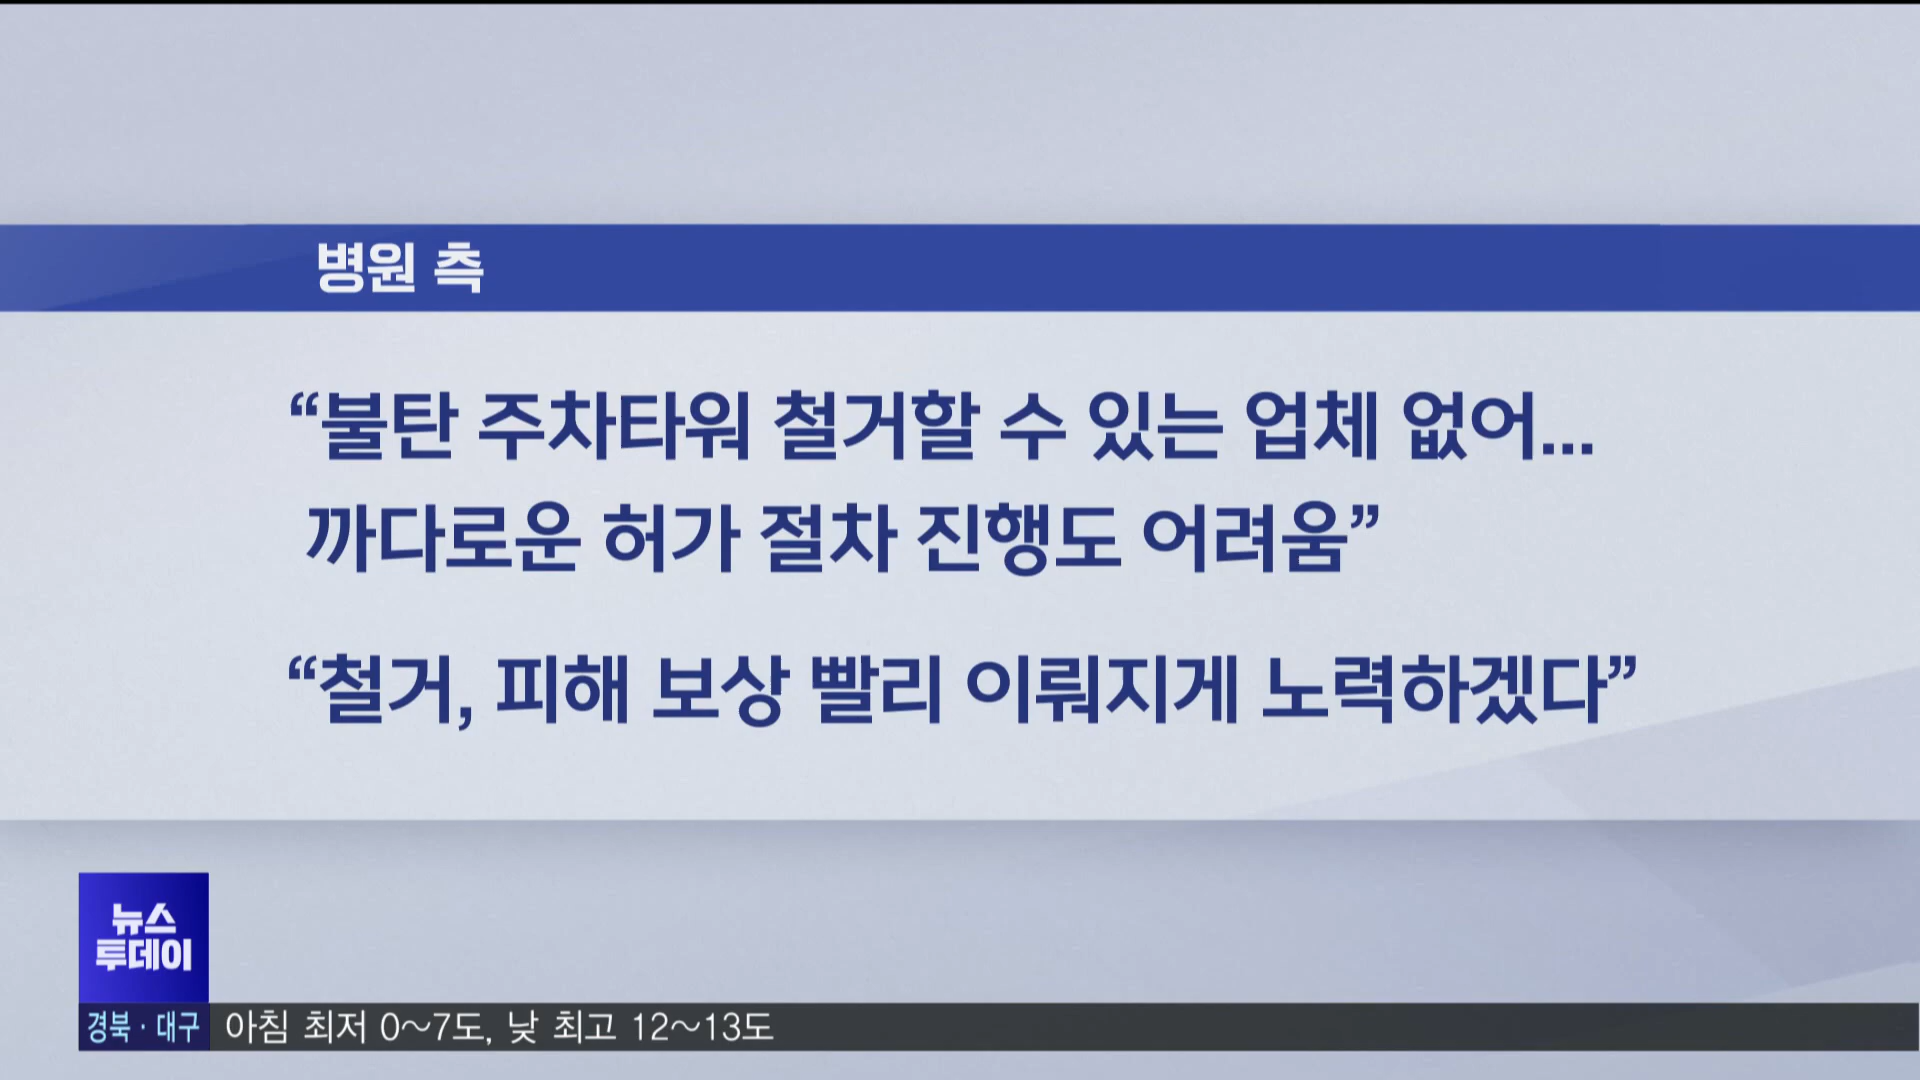 병원 측
“불탄 주차타워 철거할 수 있는 업체 없어...
까다로운 허가 절차 진행도 어려움”
“철거, 피해 보상 빨리 이뤄지게 노력하겠다”
뉴스
투데이
경북·대구 아침 최저 0~7도, 낮 최고 12~13도